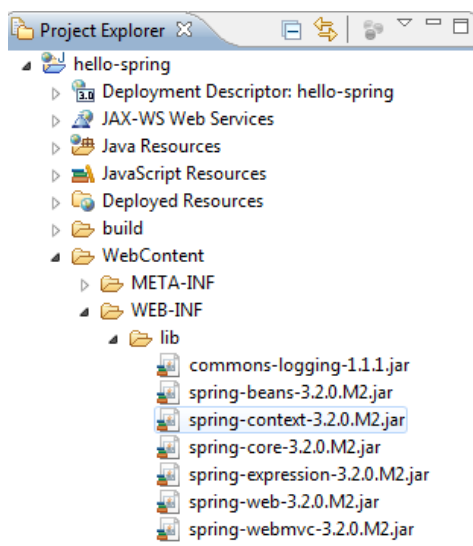 Project Explorer
hello-spring
3.0 Deployment Descriptor: hello-spring
JAX-WS Web Services
Java Resources
JavaScript Resources
Deployed Resources
build
WebContent
META-INF
WEB-INF
lib
commons-logging-1.1.1.jar
spring-beans-3.2.0.M2.jar
spring-context-3.2.0.M2.jar
spring-core-3.2.0.M2.jar
spring-expression-3.2.0.M2.jar
spring-web-3.2.0.M2.jar
spring-webmvc-3.2.0.M2.jar